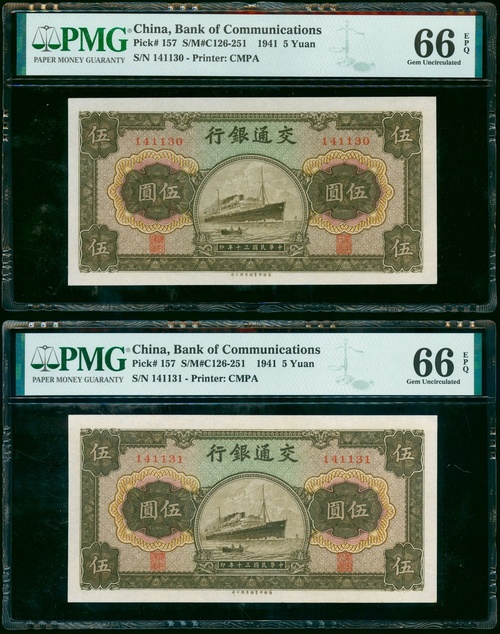 PMG
PAPER MONEY GUARANTY
China, Bank of Communications
Pick# 157 S/M#C126-251 1941 5 Yuan
S/N 141130 - Printer: CMPA
66 EPQ
Gem Uncirculated
伍 行銀通交 伍
141130 141130
圓伍 圓伍
伍 印年十三國民華中 伍
PMG
PAPER MONEY GUARANTY
China, Bank of Communications
Pick# 157 S/M#C126-251 1941 5 Yuan
S/N 141131 - Printer: CMPA
66 EPQ
Gem Uncirculated
伍 行銀通交 伍
141131 141131
圓伍 圓伍
伍 印年十三國民華中 伍